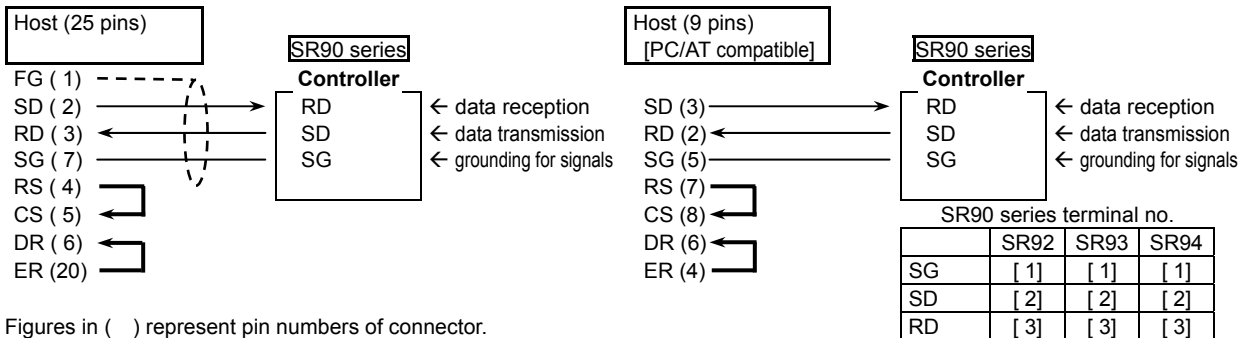 Host (25 pins)
SR90 series
Controller
FG ( 1)
SD ( 2)
RD ( 3)
SG ( 7)
RS ( 4)
CS ( 5)
DR ( 6)
ER (20)
RD ← data reception
SD ← data transmission
SG ← grounding for signals
Host (9 pins)
[PC/AT compatible]
SR90 series
Controller
SD (3)
RD (2)
SG (5)
RS (7)
CS (8)
DR (6)
ER (4)
RD ← data reception
SD ← data transmission
SG ← grounding for signals
SR90 series terminal no.
SR92 SR93 SR94
SG [ 1] [ 1] [ 1]
SD [ 2] [ 2] [ 2]
RD [ 3] [ 3] [ 3]
Figures in ( ) represent pin numbers of connector.